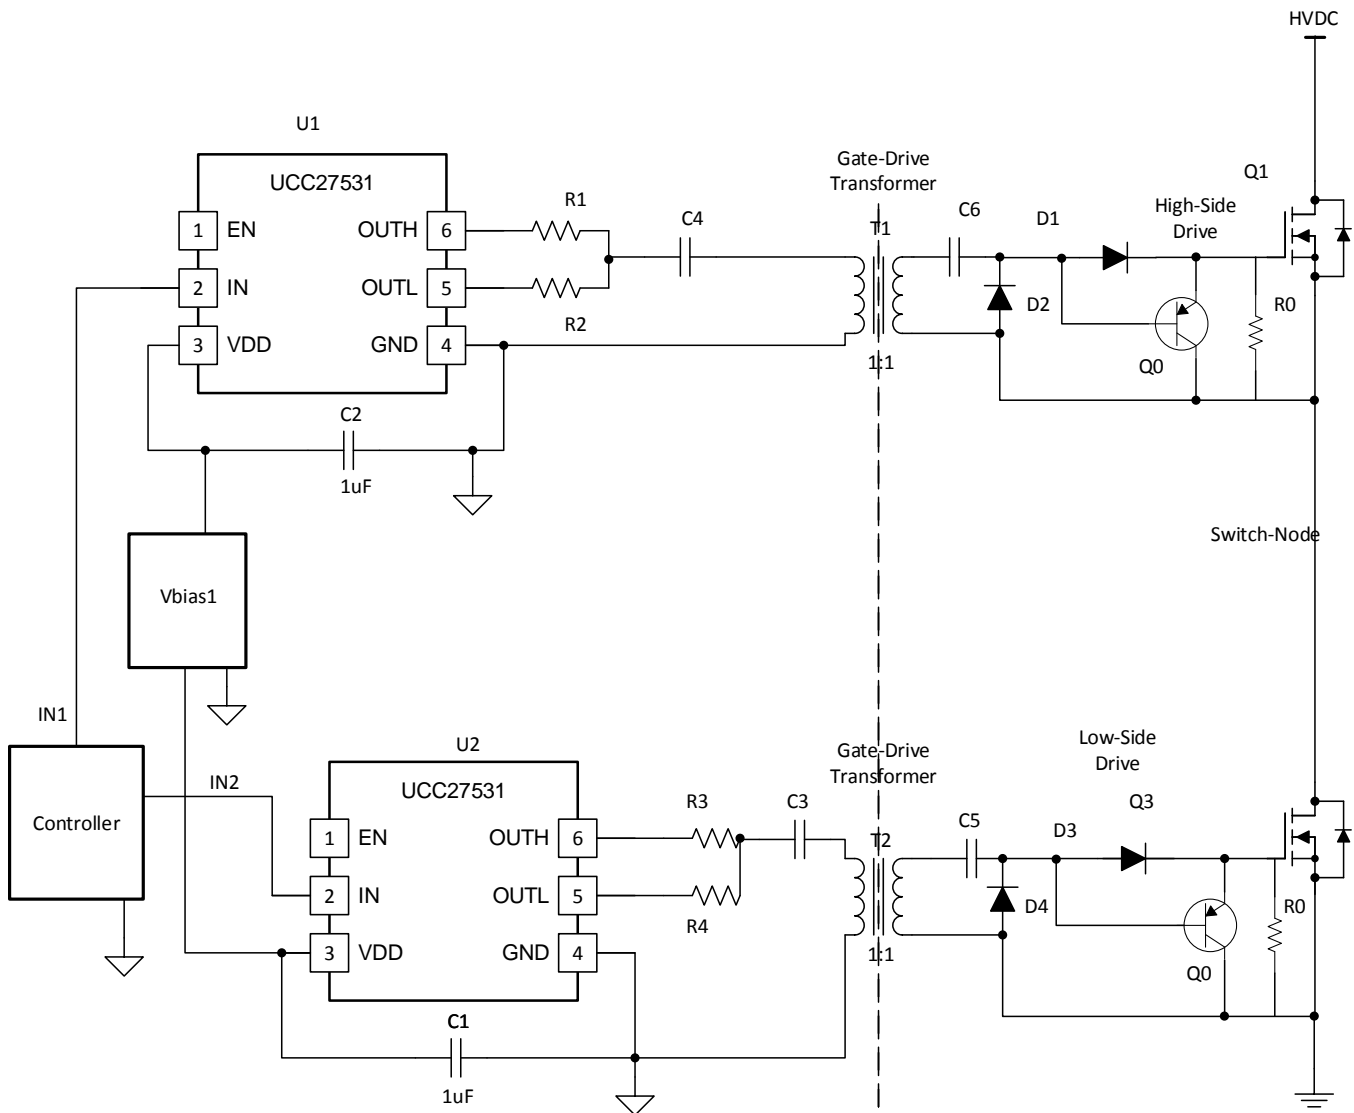 HVDC
U1
UCC27531
1 EN
2 IN
3 VDD
OUTH 6
OUTL 5
GND 4
R1
R2
C4
Gate-Drive
Transformer
T1
1:1
C6
D1
D2
High-Side
Drive
Q1
Q0
R0
C2
1uF
Vbias1
Switch-Node
IN1
IN2
Controller
U2
UCC27531
1 EN
2 IN
3 VDD
OUTH 6
OUTL 5
GND 4
R3
R4
C3
Gate-Drive
Transformer
T2
1:1
C5
D3
D4
Low-Side
Drive
Q3
Q0
R0
C1
1uF